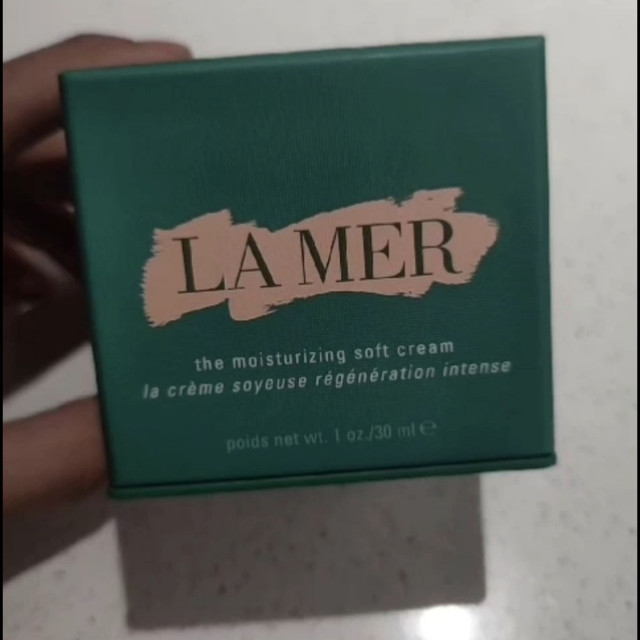 LA MER
the moisturizing soft cream
la crème soyeuse régénération intense
poids net wt. 1 oz./30 ml ℮